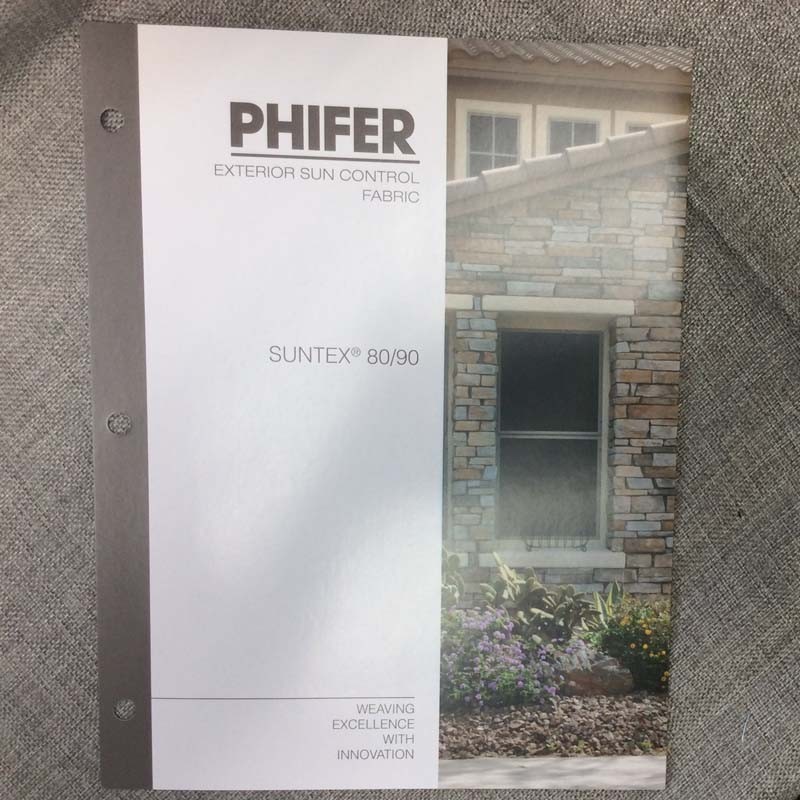 PHIFER
EXTERIOR SUN CONTROL
FABRIC
SUNTEX® 80/90
WEAVING
EXCELLENCE
WITH
INNOVATION